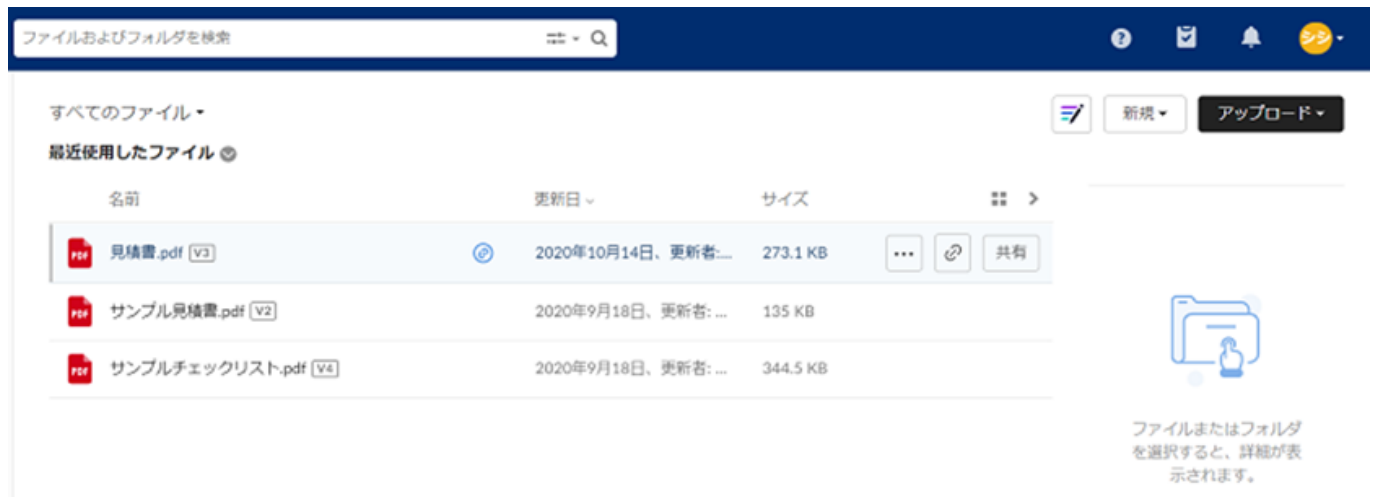 ファイルおよびフォルダを検索
シシ
すべてのファイル
新規
アップロード
最近使用したファイル
名前 更新日 サイズ
PDF 見積書.pdf V3 2020年10月14日、更新者:... 273.1 KB ... 共有
PDF サンプル見積書.pdf V2 2020年9月18日、更新者: ... 135 KB
PDF サンプルチェックリスト.pdf V4 2020年9月18日、更新者: ... 344.5 KB
ファイルまたはフォルダ
を選択すると、詳細が表
示されます。